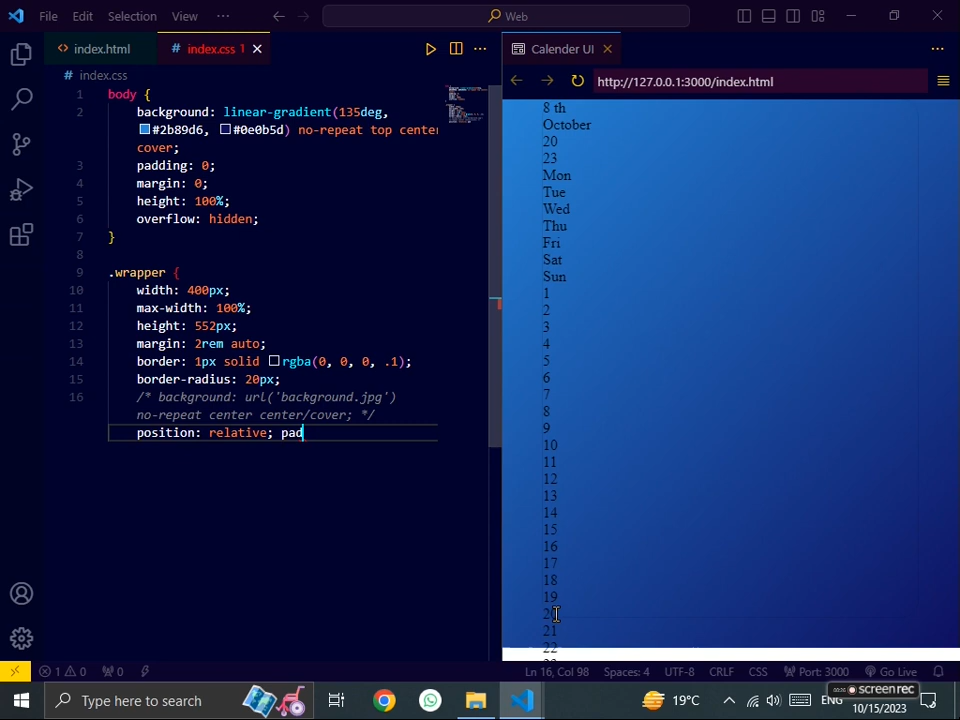 File Edit Selection View ··· Web
index.html index.css 1 Calender UI
# index.css
http://127.0.0.1:3000/index.html
1 body {
2 background: linear-gradient(135deg,
#2b89d6, #0e0b5d) no-repeat top center
cover;
3 padding: 0;
4 margin: 0;
5 height: 100%;
6 overflow: hidden;
7 }
8
9 .wrapper {
10 width: 400px;
11 max-width: 100%;
12 height: 552px;
13 margin: 2rem auto;
14 border: 1px solid rgba(0, 0, 0, .1);
15 border-radius: 20px;
16 /* background: url('background.jpg')
no-repeat center center/cover; */
position: relative; pad
8 th
October
20
23
Mon
Tue
Wed
Thu
Fri
Sat
Sun
1
2
3
4
5
6
7
8
9
10
11
12
13
14
15
16
17
18
19
21
22
1 0 0 Ln 16, Col 98 Spaces: 4 UTF-8 CRLF CSS Port: 3000 Go Live
Type here to search 19°C ENG
screenrec
10/15/2023